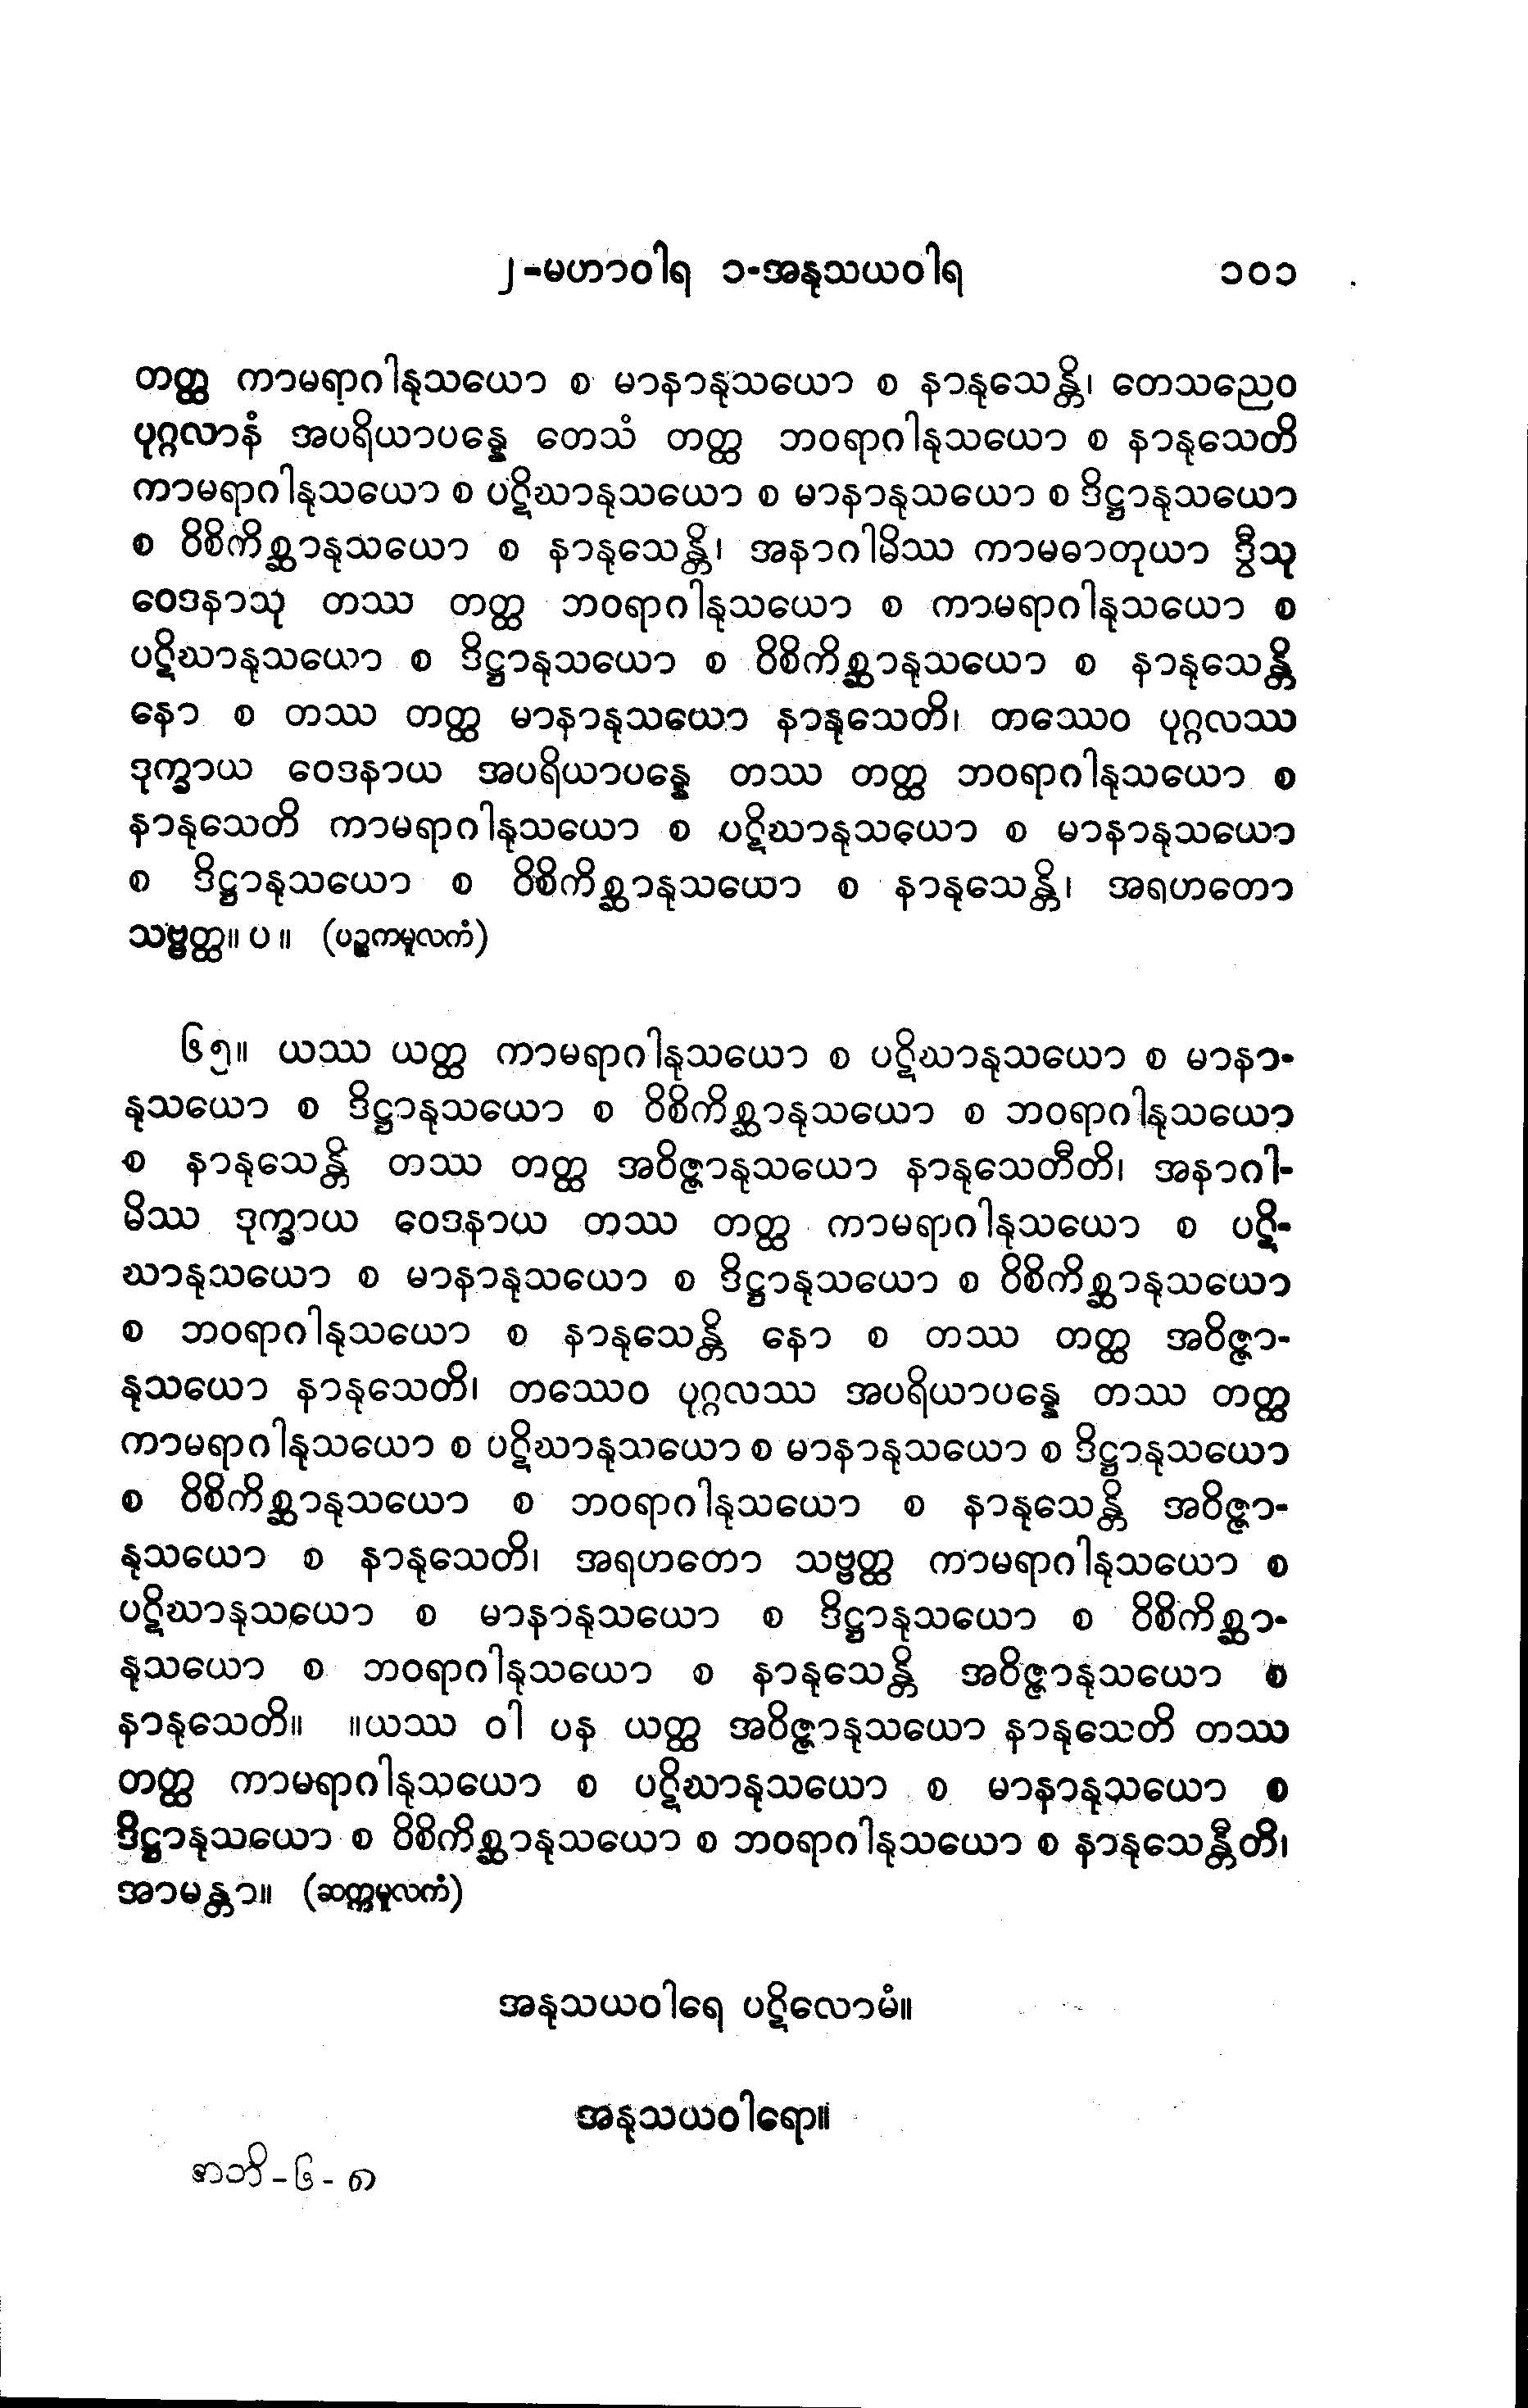 ၂-မဟာဝါရ ၁-အနုသယဝါရ ၁၀၁
တတ္ထ ကာမရာဂါနုသယော စ မာနာနုသယော စ နာနုသေန္တိ၊ တေသညေဝ
ပုဂ္ဂလာနံ အပရိယာပန္နေ တေသံ တတ္ထ ဘဝရာဂါနုသယော စ နာနုသေတိ
ကာမရာဂါနုသယော စ ပဋိဃာနုသယော စ မာနာနုသယော စ ဒိဋ္ဌာနုသယော
စ ဝိစိကိစ္ဆာနုသယော စ နာနုသေန္တိ၊ အနာဂါမိဿ ကာမဓာတုယာ ဒွီသု
ဝေဒနာသု တဿ တတ္ထ ဘဝရာဂါနုသယော စ ကာမရာဂါနုသယော စ
ပဋိဃာနုသယော စ ဒိဋ္ဌာနုသယော စ ဝိစိကိစ္ဆာနုသယော စ နာနုသေန္တိ
နော စ တဿ တတ္ထ မာနာနုသယော နာနုသေတိ၊ တဿေဝ ပုဂ္ဂလဿ
ဒုက္ခာယ ဝေဒနာယ အပရိယာပန္နေ တဿ တတ္ထ ဘဝရာဂါနုသယော စ
နာနုသေတိ ကာမရာဂါနုသယော စ ပဋိဃာနုသယော စ မာနာနုသယော
စ ဒိဋ္ဌာနုသယော စ ဝိစိကိစ္ဆာနုသယော စ နာနုသေန္တိ၊ အရဟတော
သဗ္ဗတ္ထ။ ပ ။ (ပဉ္စကမူလကံ)
၆၅။ ယဿ ယတ္ထ ကာမရာဂါနုသယော စ ပဋိဃာနုသယော စ မာနာ-
နုသယော စ ဒိဋ္ဌာနုသယော စ ဝိစိကိစ္ဆာနုသယော စ ဘဝရာဂါနုသယော
စ နာနုသေန္တိ တဿ တတ္ထ အဝိဇ္ဇာနုသယော နာနုသေတီတိ၊ အနာဂါ-
မိဿ ဒုက္ခာယ ဝေဒနာယ တဿ တတ္ထ ကာမရာဂါနုသယော စ ပဋိ-
ဃာနုသယော စ မာနာနုသယော စ ဒိဋ္ဌာနုသယော စ ဝိစိကိစ္ဆာနုသယော
စ ဘဝရာဂါနုသယော စ နာနုသေန္တိ နော စ တဿ တတ္ထ အဝိဇ္ဇာ-
နုသယော နာနုသေတိ၊ တဿေဝ ပုဂ္ဂလဿ အပရိယာပန္နေ တဿ တတ္ထ
ကာမရာဂါနုသယော စ ပဋိဃာနုသယော စ မာနာနုသယော စ ဒိဋ္ဌာနုသယော
စ ဝိစိကိစ္ဆာနုသယော စ ဘဝရာဂါနုသယော စ နာနုသေန္တိ အဝိဇ္ဇာ-
နုသယော စ နာနုသေတိ၊ အရဟတော သဗ္ဗတ္ထ ကာမရာဂါနုသယော စ
ပဋိဃာနုသယော စ မာနာနုသယော စ ဒိဋ္ဌာနုသယော စ ဝိစိကိစ္ဆာ-
နုသယော စ ဘဝရာဂါနုသယော စ နာနုသေန္တိ အဝိဇ္ဇာနုသယော စ
နာနုသေတိ။ ။ယဿ ဝါ ပန ယတ္ထ အဝိဇ္ဇာနုသယော နာနုသေတိ တဿ
တတ္ထ ကာမရာဂါနုသယော စ ပဋိဃာနုသယော စ မာနာနုသယော စ
ဒိဋ္ဌာနုသယော စ ဝိစိကိစ္ဆာနုသယော စ ဘဝရာဂါနုသယော စ နာနုသေန္တီတိ၊
အာမန္တာ။ (ဆက္ကမူလကံ)
အနုသယဝါရေ ပဋိလောမံ။
အနုသယဝါရော။
အဘိ-၆-၈